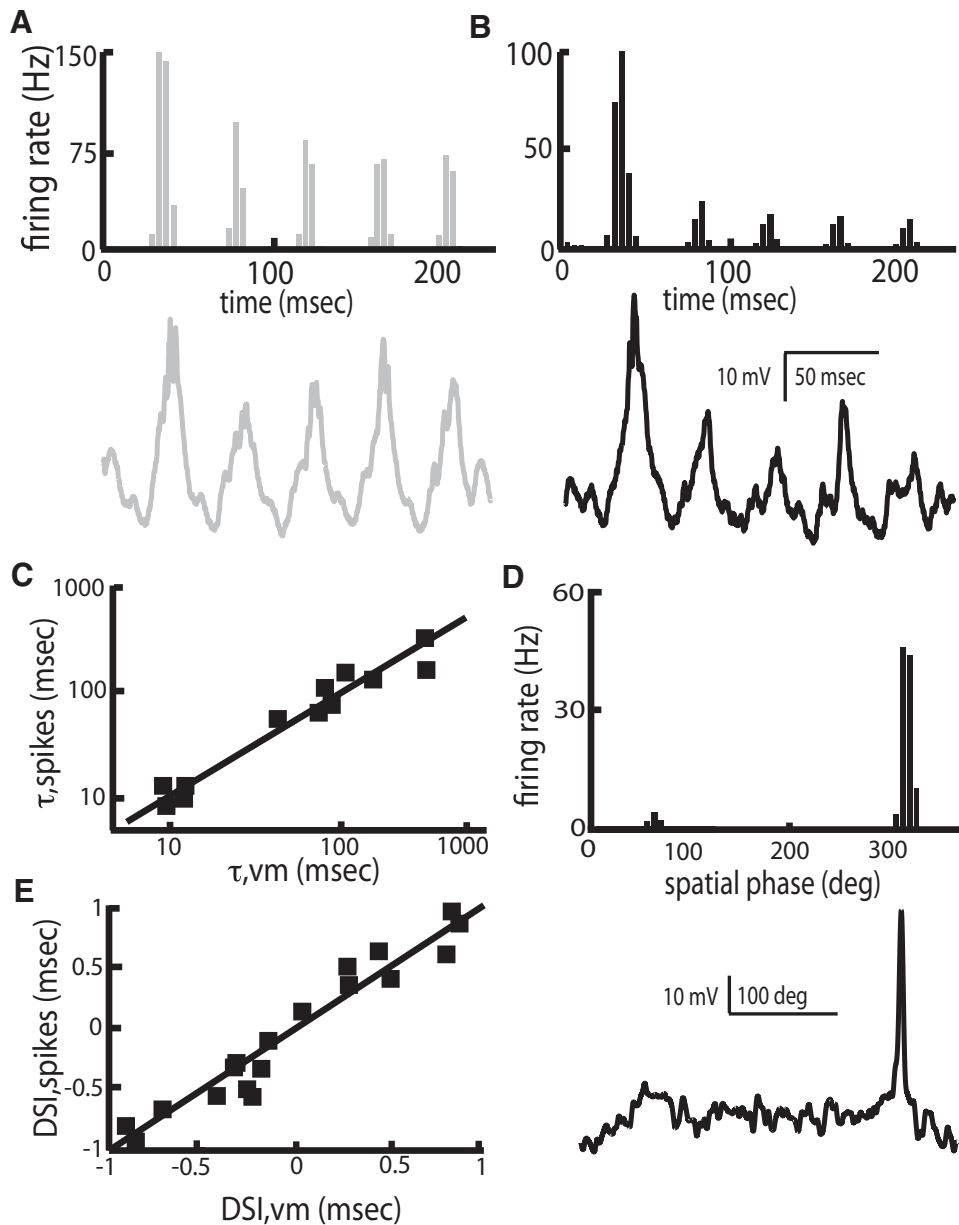 A
firing rate (Hz)
150
75
0
0
100
200
time (msec)
B
100
50
0
0
100
200
time (msec)
10 mV
50 msec
C
τ,spikes (msec)
1000
100
10
10
100
1000
τ,vm (msec)
D
firing rate (Hz)
60
30
0
0
100
200
300
spatial phase (deg)
10 mV
100 deg
E
DSI,spikes (msec)
1
0.5
0
-0.5
-1
-1
-0.5
0
0.5
1
DSI,vm (msec)